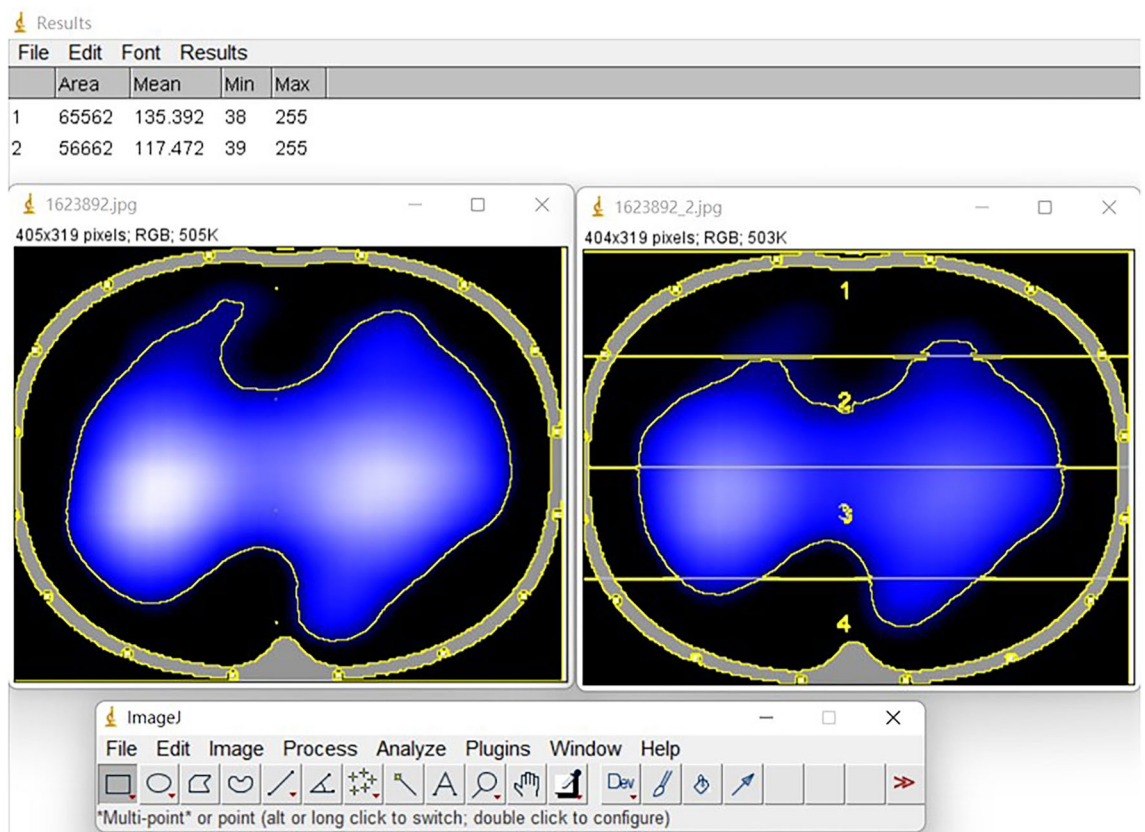 Results
File Edit Font Results
Area Mean Min Max
1 65562 135.392 38 255
2 56662 117.472 39 255
1623892.jpg
405x319 pixels; RGB; 505K
1623892_2.jpg
404x319 pixels; RGB; 503K
1
2
3
4
ImageJ
File Edit Image Process Analyze Plugins Window Help
A Dev
*Multi-point* or point (alt or long click to switch; double click to configure)